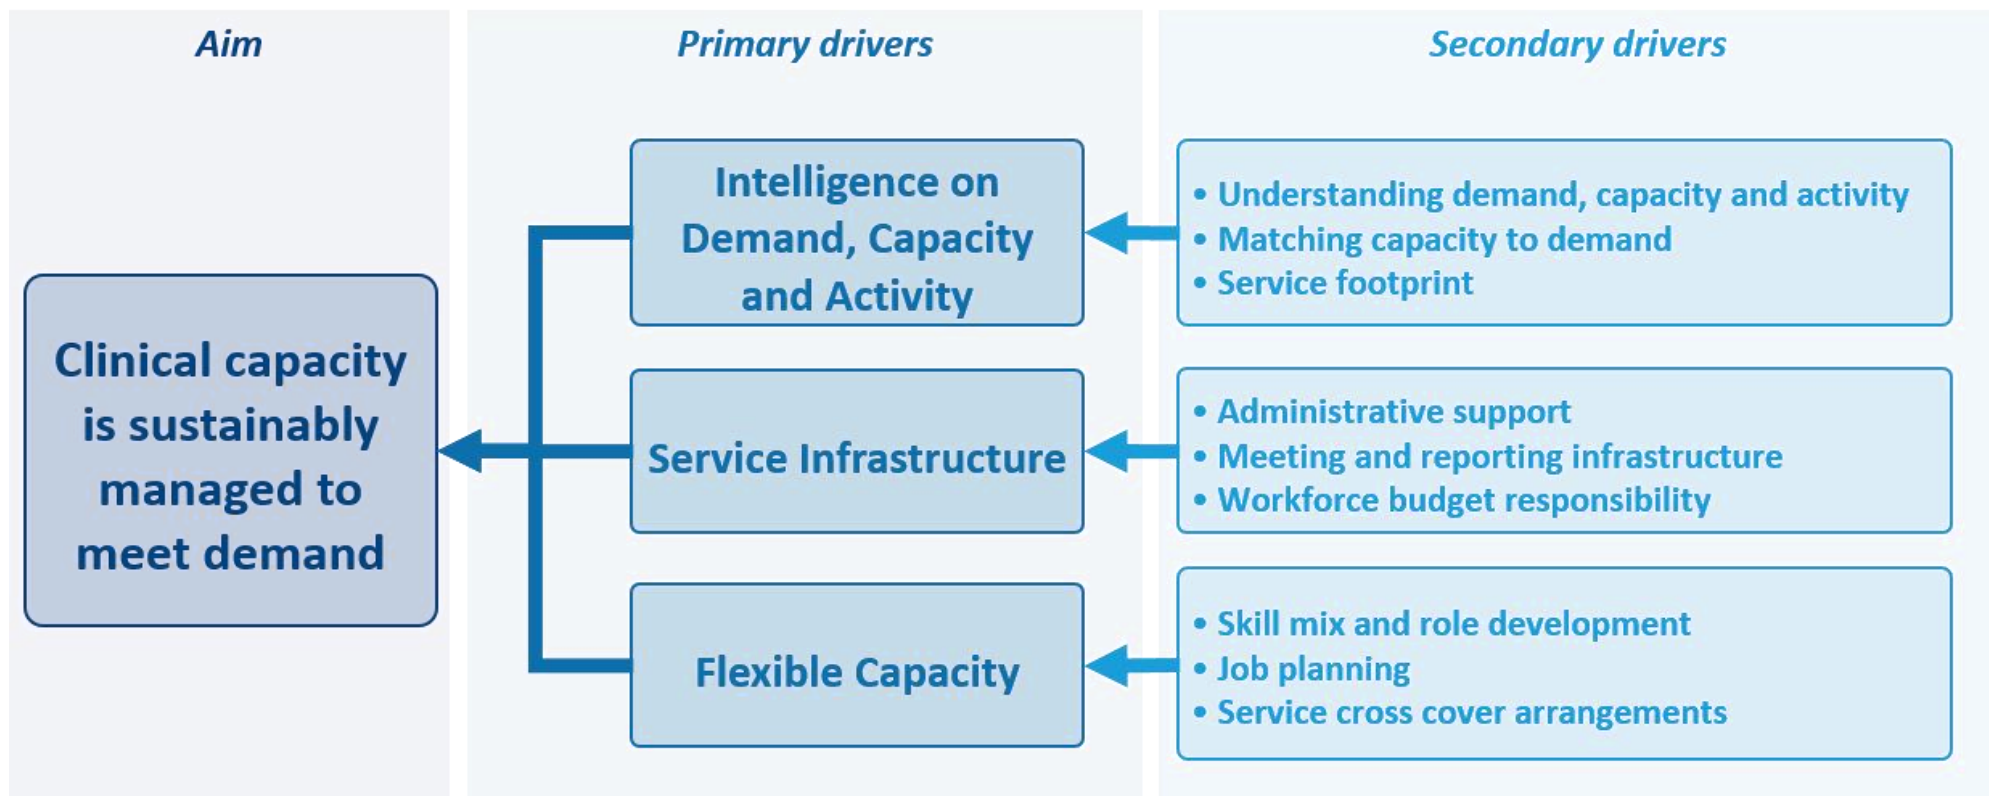 Aim
Primary drivers
Secondary drivers
Clinical capacity
is sustainably
managed to
meet demand
Intelligence on
Demand, Capacity
and Activity
• Understanding demand, capacity and activity
• Matching capacity to demand
• Service footprint
Service Infrastructure
• Administrative support
• Meeting and reporting infrastructure
• Workforce budget responsibility
Flexible Capacity
• Skill mix and role development
• Job planning
• Service cross cover arrangements